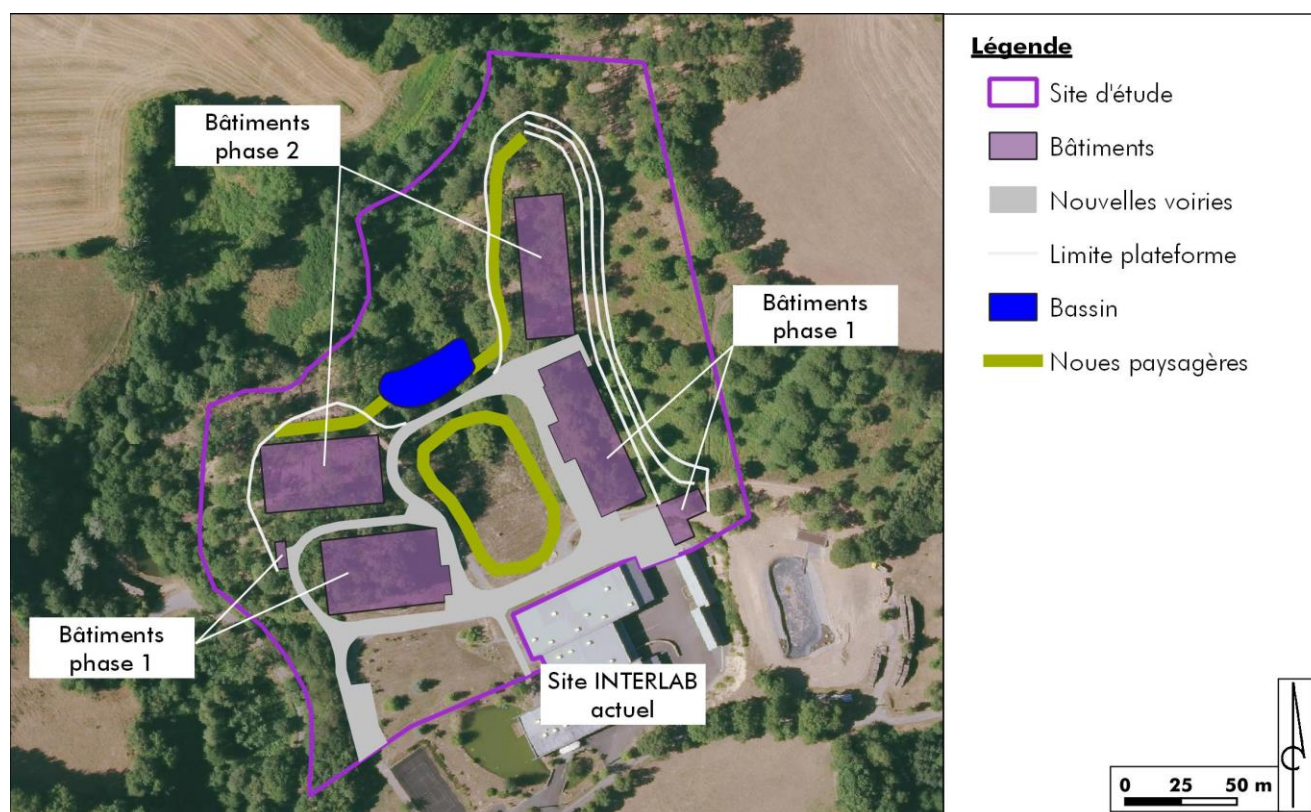 Bâtiments
phase 2
Bâtiments
phase 1
Bâtiments
phase 1
Site INTERLAB
actuel
Légende
Site d'étude
Bâtiments
Nouvelles voiries
Limite plateforme
Bassin
Noues paysagères
0 25 50 m